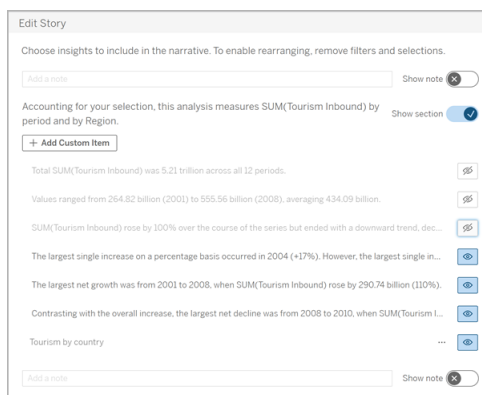 Edit Story
Choose insights to include in the narrative. To enable rearranging, remove filters and selections.
Add a note
Show note
Accounting for your selection, this analysis measures SUM(Tourism Inbound) by
period and by Region.
Show section
+ Add Custom Item
Total SUM(Tourism Inbound) was 5.21 trillion across all 12 periods.
Values ranged from 264.82 billion (2001) to 555.56 billion (2008), averaging 434.09 billion.
SUM(Tourism Inbound) rose by 100% over the course of the series but ended with a downward trend, dec...
The largest single increase on a percentage basis occurred in 2004 (+17%). However, the largest single in...
The largest net growth was from 2001 to 2008, when SUM(Tourism Inbound) rose by 290.74 billion (110%).
Contrasting with the overall increase, the largest net decline was from 2008 to 2010, when SUM(Tourism I...
Tourism by country ...
Add a note
Show note